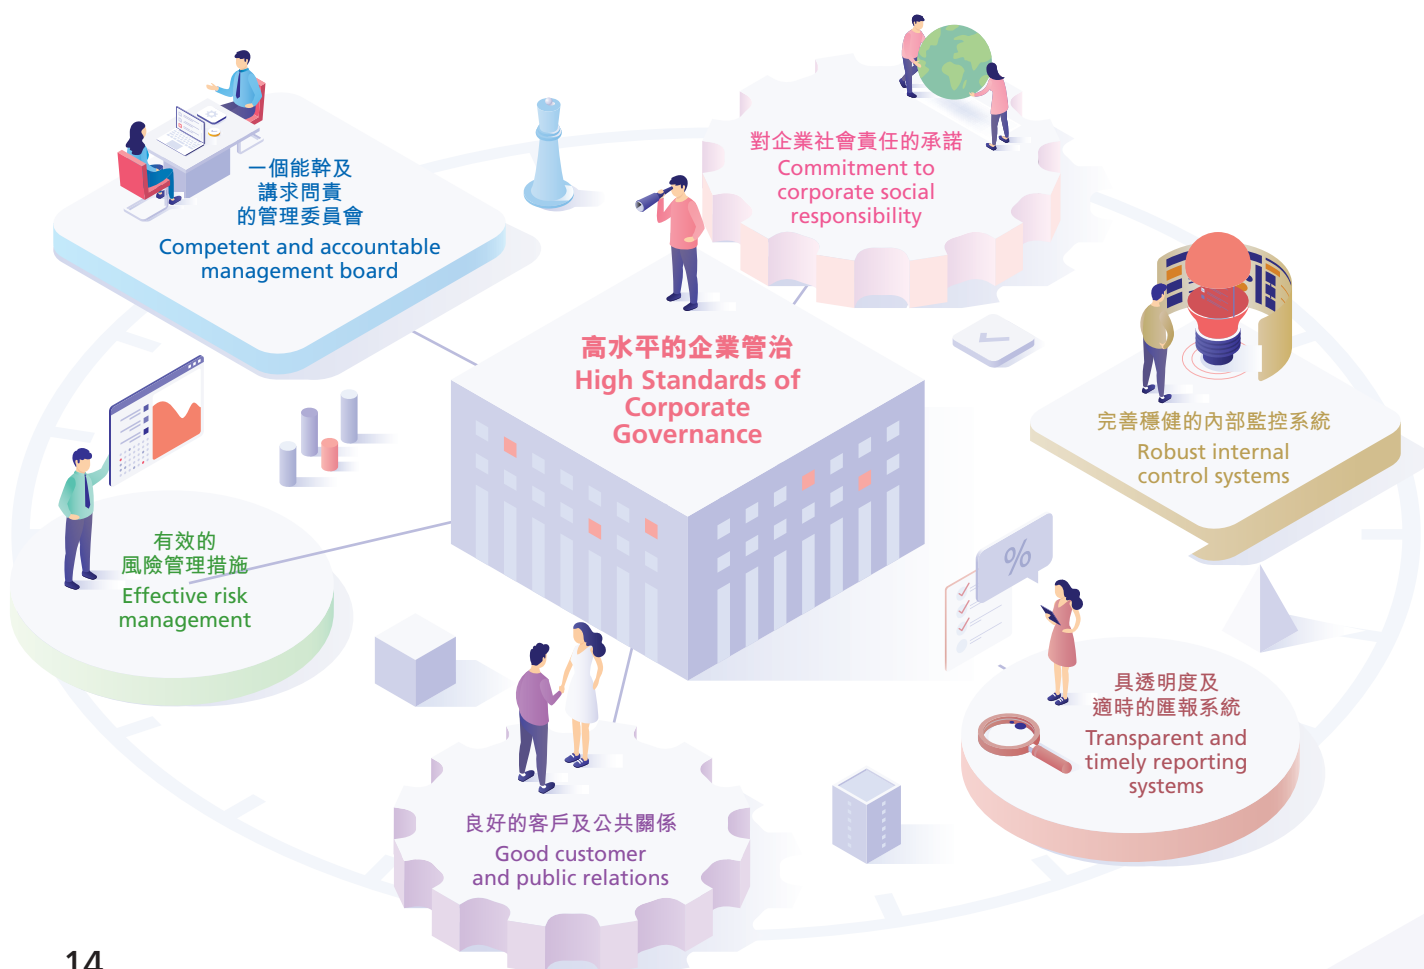 一個能幹及
講求問責
的管理委員會
Competent and accountable
management board
對企業社會責任的承諾
Commitment to
corporate social
responsibility
高水平的企業管治
High Standards of
Corporate
Governance
完善穩健的內部監控系統
Robust internal
control systems
有效的
風險管理措施
Effective risk
management
%
具透明度及
適時的匯報系統
Transparent and
timely reporting
systems
良好的客戶及公共關係
Good customer
and public relations
14